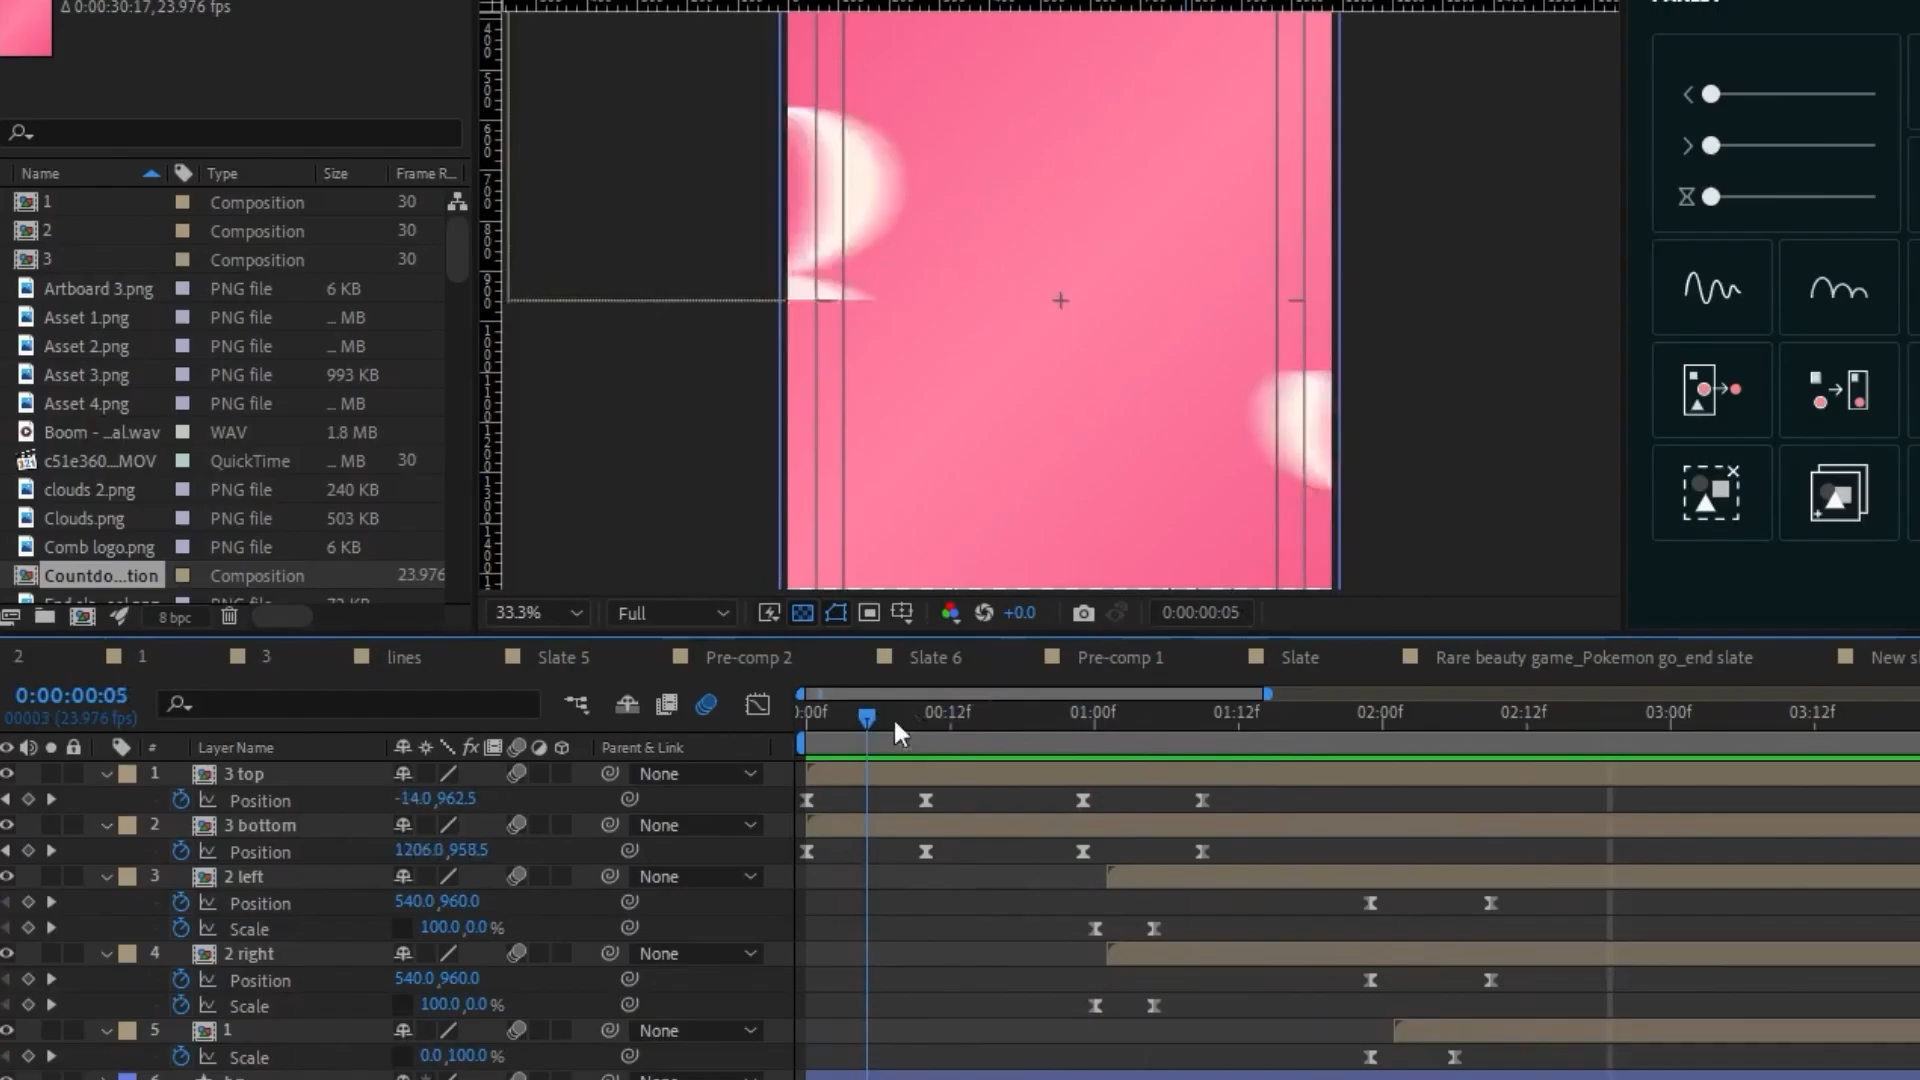 Δ 0:00:30:17, 23.976 fps
Name Type Size Frame R...
1 Composition 30
2 Composition 30
3 Composition 30
Artboard 3.png PNG file 6 KB
Asset 1.png PNG file ... MB
Asset 2.png PNG file ... MB
Asset 3.png PNG file 993 KB
Asset 4.png PNG file ... MB
Boom - ...al.wav WAV 1.8 MB
c51e360...MOV QuickTime ... MB 30
clouds 2.png PNG file 240 KB
Clouds.png PNG file 503 KB
Comb logo.png PNG file 6 KB
Countdo...tion Composition 23.976
8 bpc
33.3% Full +0.0 0:00:00:05
2 1 3 lines Slate 5 Pre-comp 2 Slate 6 Pre-comp 1 Slate Rare beauty game_Pokemon go_end slate
0:00:00:05
00003 (23.976 fps)
0:00f 00:12f 01:00f 01:12f 02:00f 02:12f 03:00f 03:12f
# Layer Name fx Parent & Link
1 3 top None
Position -14.0,962.5
2 3 bottom None
Position 1206.0,958.5
3 2 left None
Position 540.0,960.0
Scale 100.0,0.0%
4 2 right None
Position 540.0,960.0
Scale 100.0,0.0%
5 1 None
Scale 0.0,100.0%